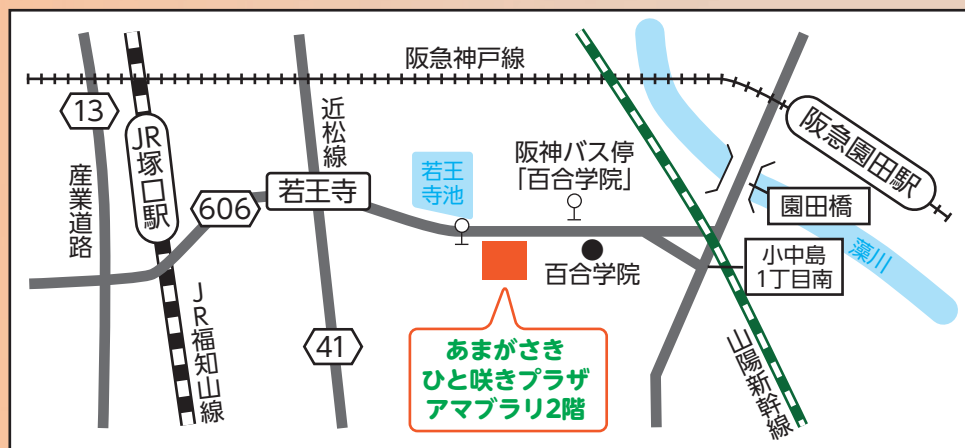 阪急神戸線
13
JR塚口駅
産業道路
606
近松線
若王寺
若王
寺池
阪神バス停
「百合学院」
阪急園田駅
園田橋
藻川
小中島
1丁目南
百合学院
JR福知山線
41
あまがさき
ひと咲きプラザ
アマブラリ2階
山陽新幹線